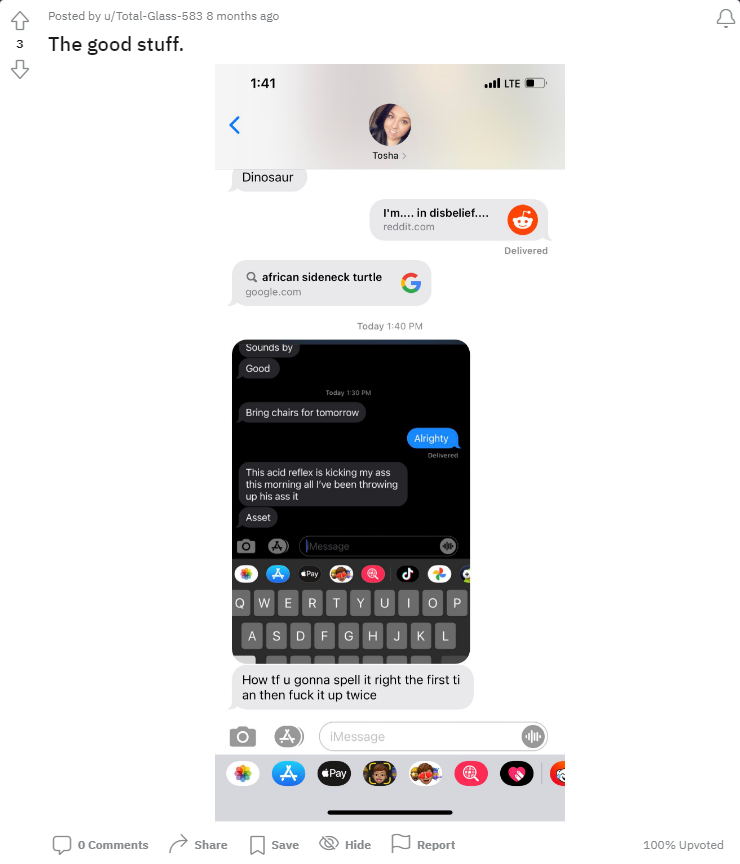 Posted by u/Total-Glass-583 8 months ago
3
The good stuff.
1:41
LTE
Tosha
Dinosaur
I'm.... in disbelief....
reddit.com
Delivered
african sideneck turtle
google.com
Today 1:40 PM
Sounds by
Good
Today 1:30 PM
Bring chairs for tomorrow
Alrighty
Delivered
This acid reflex is kicking my ass
this morning all I've been throwing
up his ass it
Asset
iMessage
Pay
Q W E R T Y U I O P
A S D F G H J K L
How tf u gonna spell it right the first ti
an then fuck it up twice
iMessage
Pay
0 Comments Share Save Hide Report 100% Upvoted